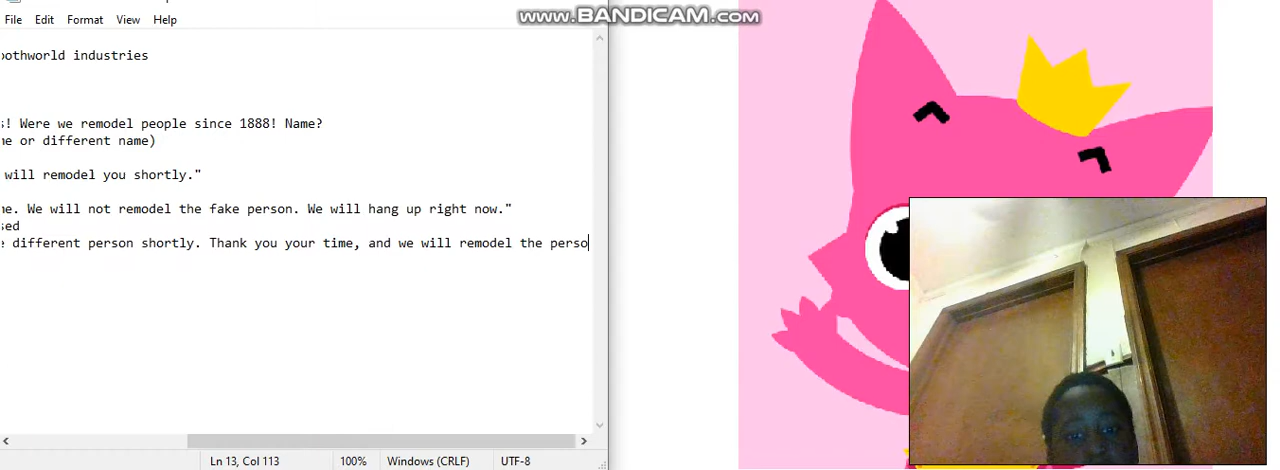 www.BANDICAM.com
File Edit Format View Help
othworld industries
s! Were we remodel people since 1888! Name?
me or different name)
will remodel you shortly."
me. We will not remodel the fake person. We will hang up right now."
sed
e different person shortly. Thank you your time, and we will remodel the perso
Ln 13, Col 113 100% Windows (CRLF) UTF-8